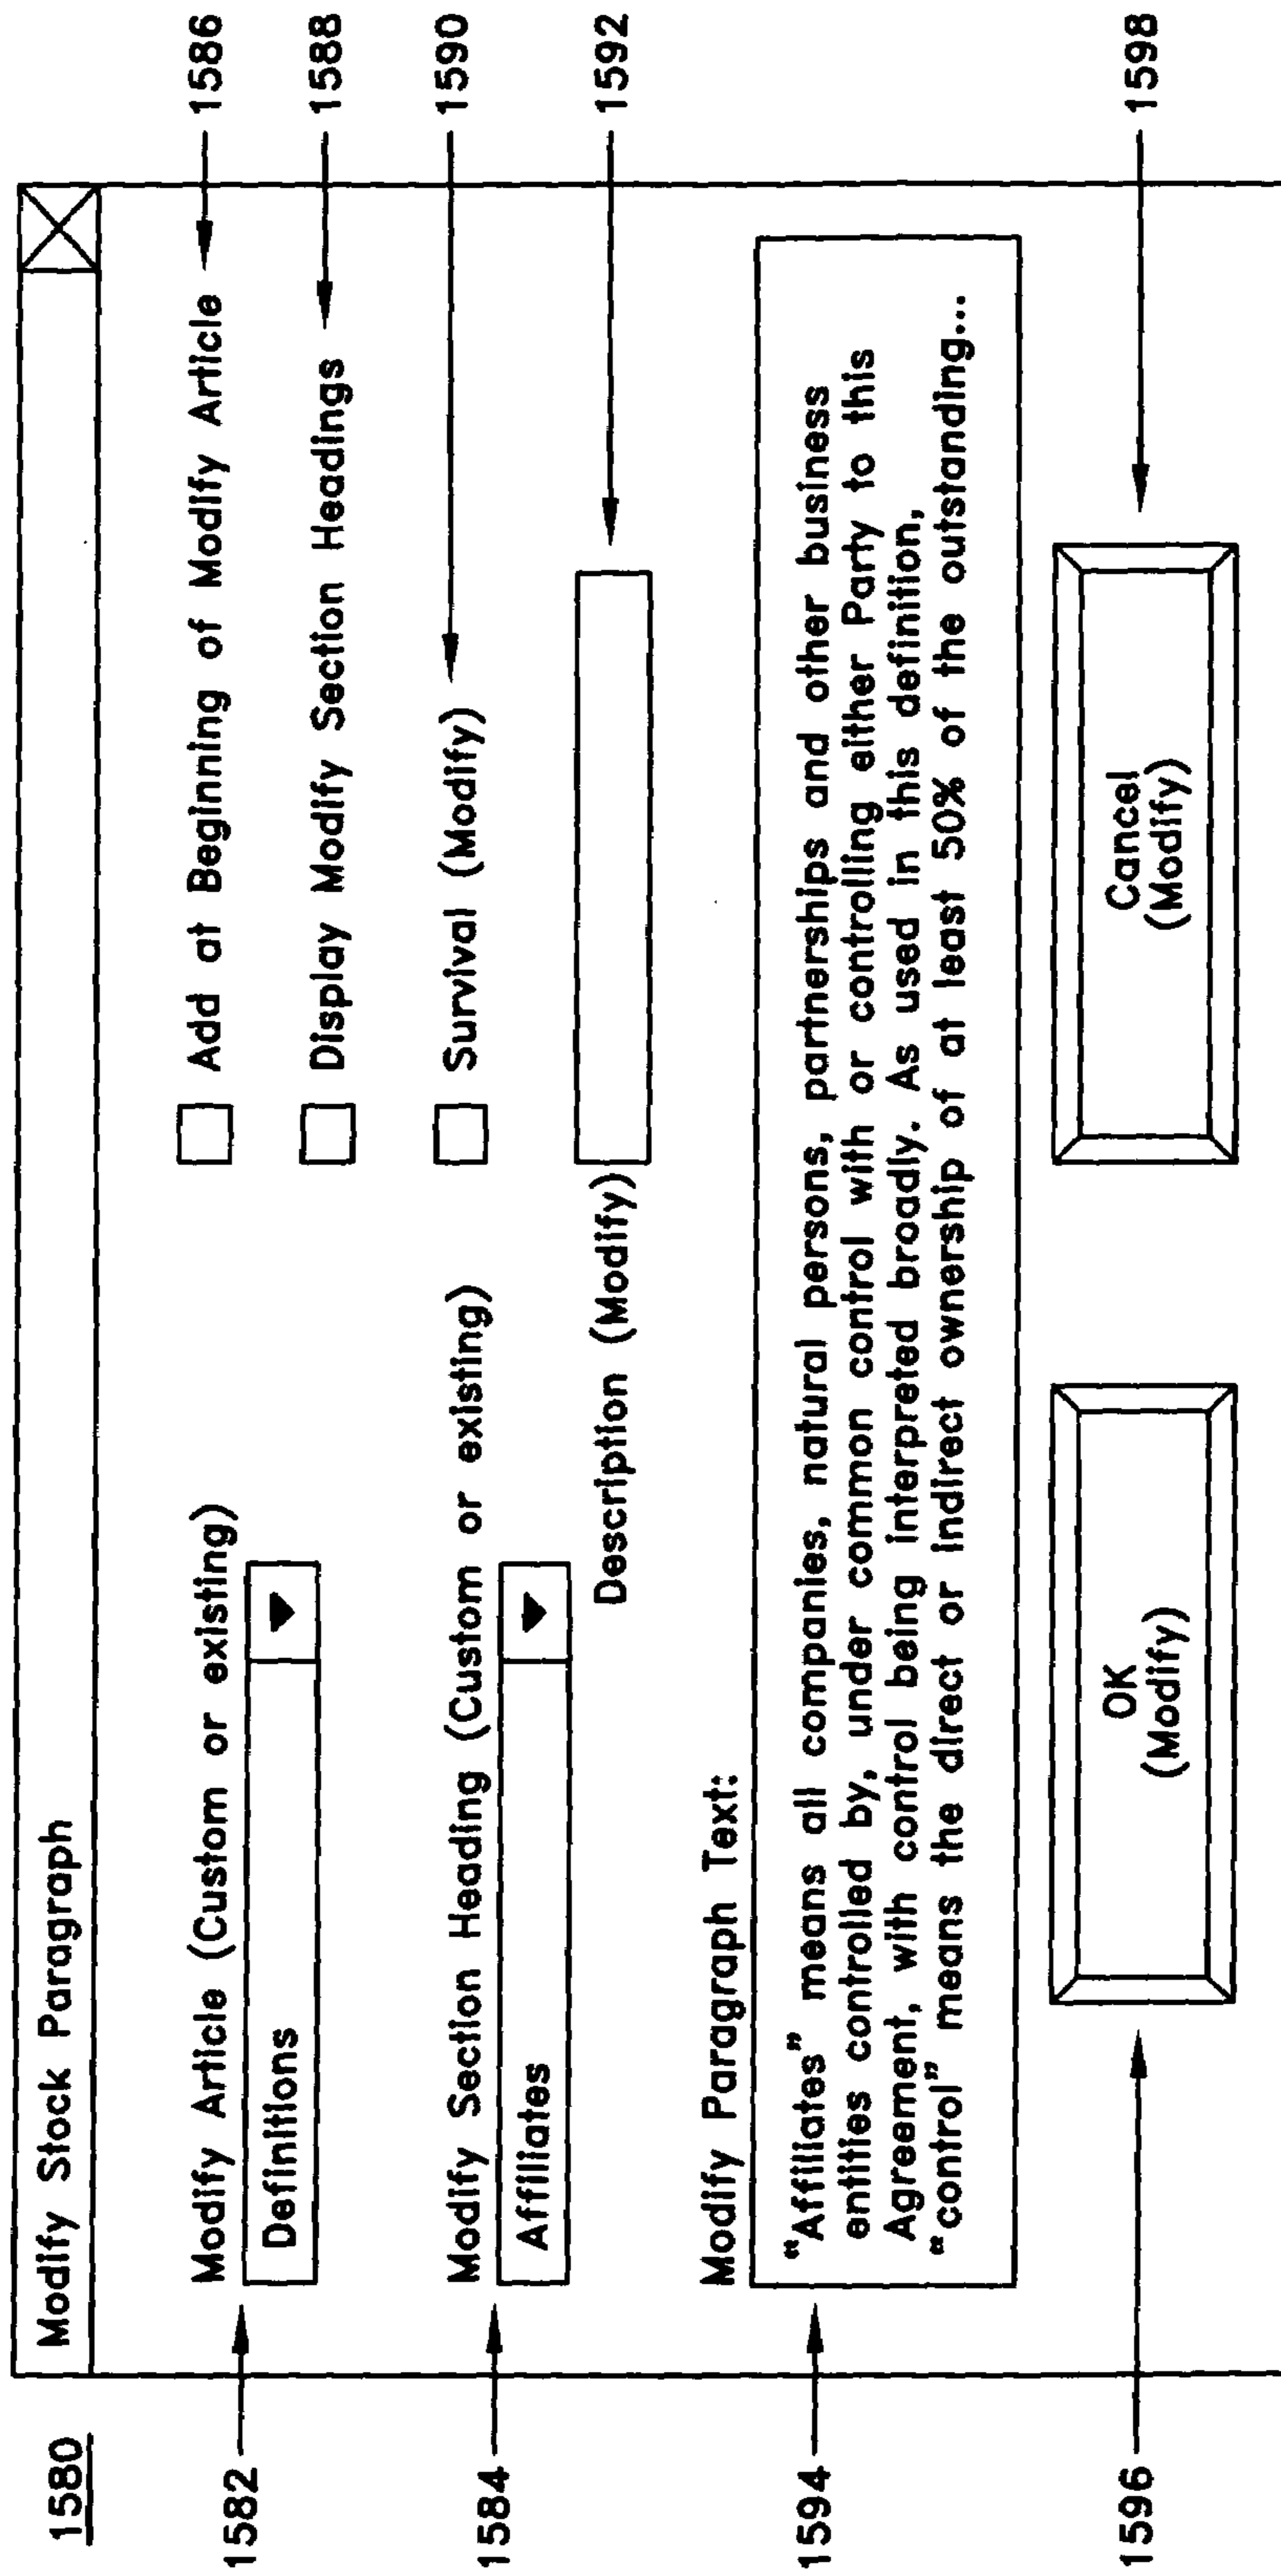 1580
Modify Stock Paragraph
1582
Modify Article (Custom or existing)
Definitions
Add at Beginning of Modify Article
1586
Display Modify Section Headings
1588
1584
Modify Section Heading (Custom or existing)
Affiliates
Survival (Modify)
1590
Description (Modify)
1592
Modify Paragraph Text:
1594
“Affiliates” means all companies, natural persons, partnerships and other business
entities controlled by, under common control with or controlling either Party to this
Agreement, with control being interpreted broadly. As used in this definition,
“control” means the direct or indirect ownership of at least 50% of the outstanding...
1596
OK
(Modify)
Cancel
(Modify)
1598